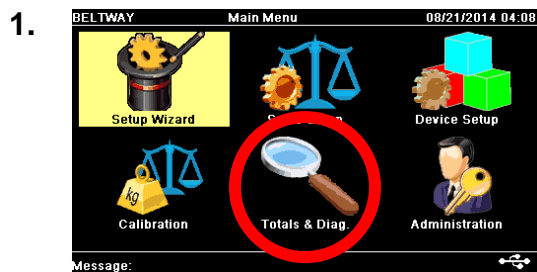 1.
BELTWAY Main Menu 08/21/2014 04:08
Setup Wizard Device Setup
kg
Calibration Totals & Diag. Administration
Message: